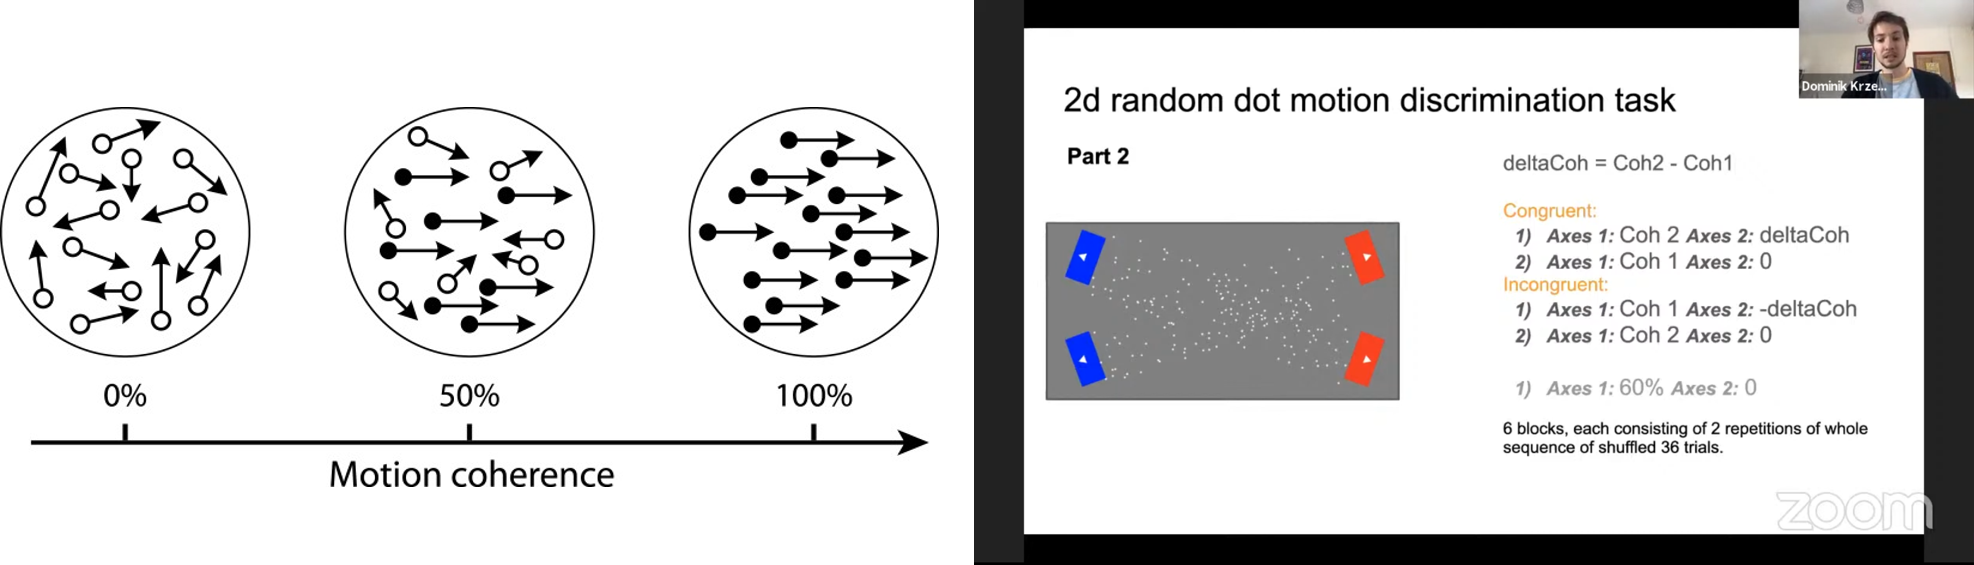 0%
50%
100%
Motion coherence
2d random dot motion discrimination task
Part 2
deltaCoh = Coh2 - Coh1
Congruent:
1) Axes 1: Coh 2 Axes 2: deltaCoh
2) Axes 1: Coh 1 Axes 2: 0
Incongruent:
1) Axes 1: Coh 1 Axes 2: -deltaCoh
2) Axes 1: Coh 2 Axes 2: 0
1) Axes 1: 60% Axes 2: 0
6 blocks, each consisting of 2 repetitions of whole
sequence of shuffled 36 trials.
Dominik Krze...
zoom